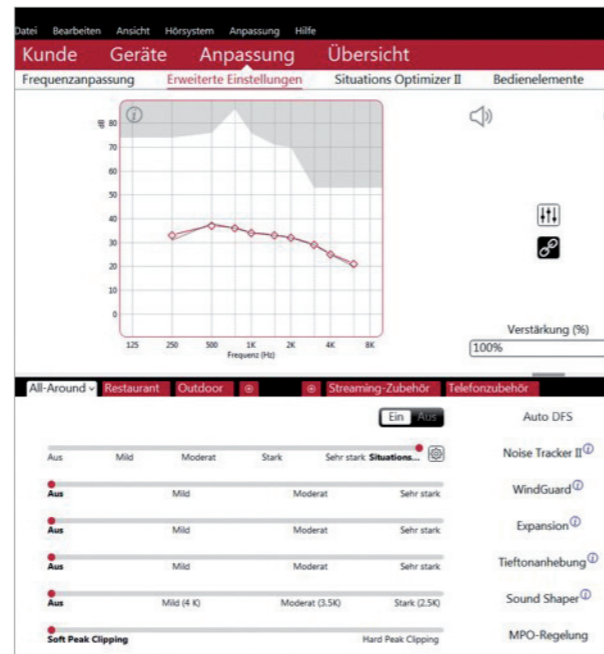 Datei Bearbeiten Ansicht Hörsystem Anpassung Hilfe
Kunde Geräte Anpassung Übersicht
Frequenzanpassung Erweiterte Einstellungen Situations Optimizer II Bedienelemente
dB
80
70
60
50
40
30
20
10
0
125 250 500 1K 2K 4K 8K
Frequenz (Hz)
Verstärkung (%)
100%
All-Around Restaurant Outdoor Streaming-Zubehör Telefonzubehör
Ein Aus Auto DFS
Aus Mild Moderat Stark Sehr stark Situations... Noise Tracker II
Aus Mild Moderat Sehr stark WindGuard
Aus Mild Moderat Sehr stark Expansion
Aus Mild Moderat Sehr stark Tieftonanhebung
Aus Mild (4 K) Moderat (3.5K) Stark (2.5K) Sound Shaper
Soft Peak Clipping Hard Peak Clipping MPO-Regelung